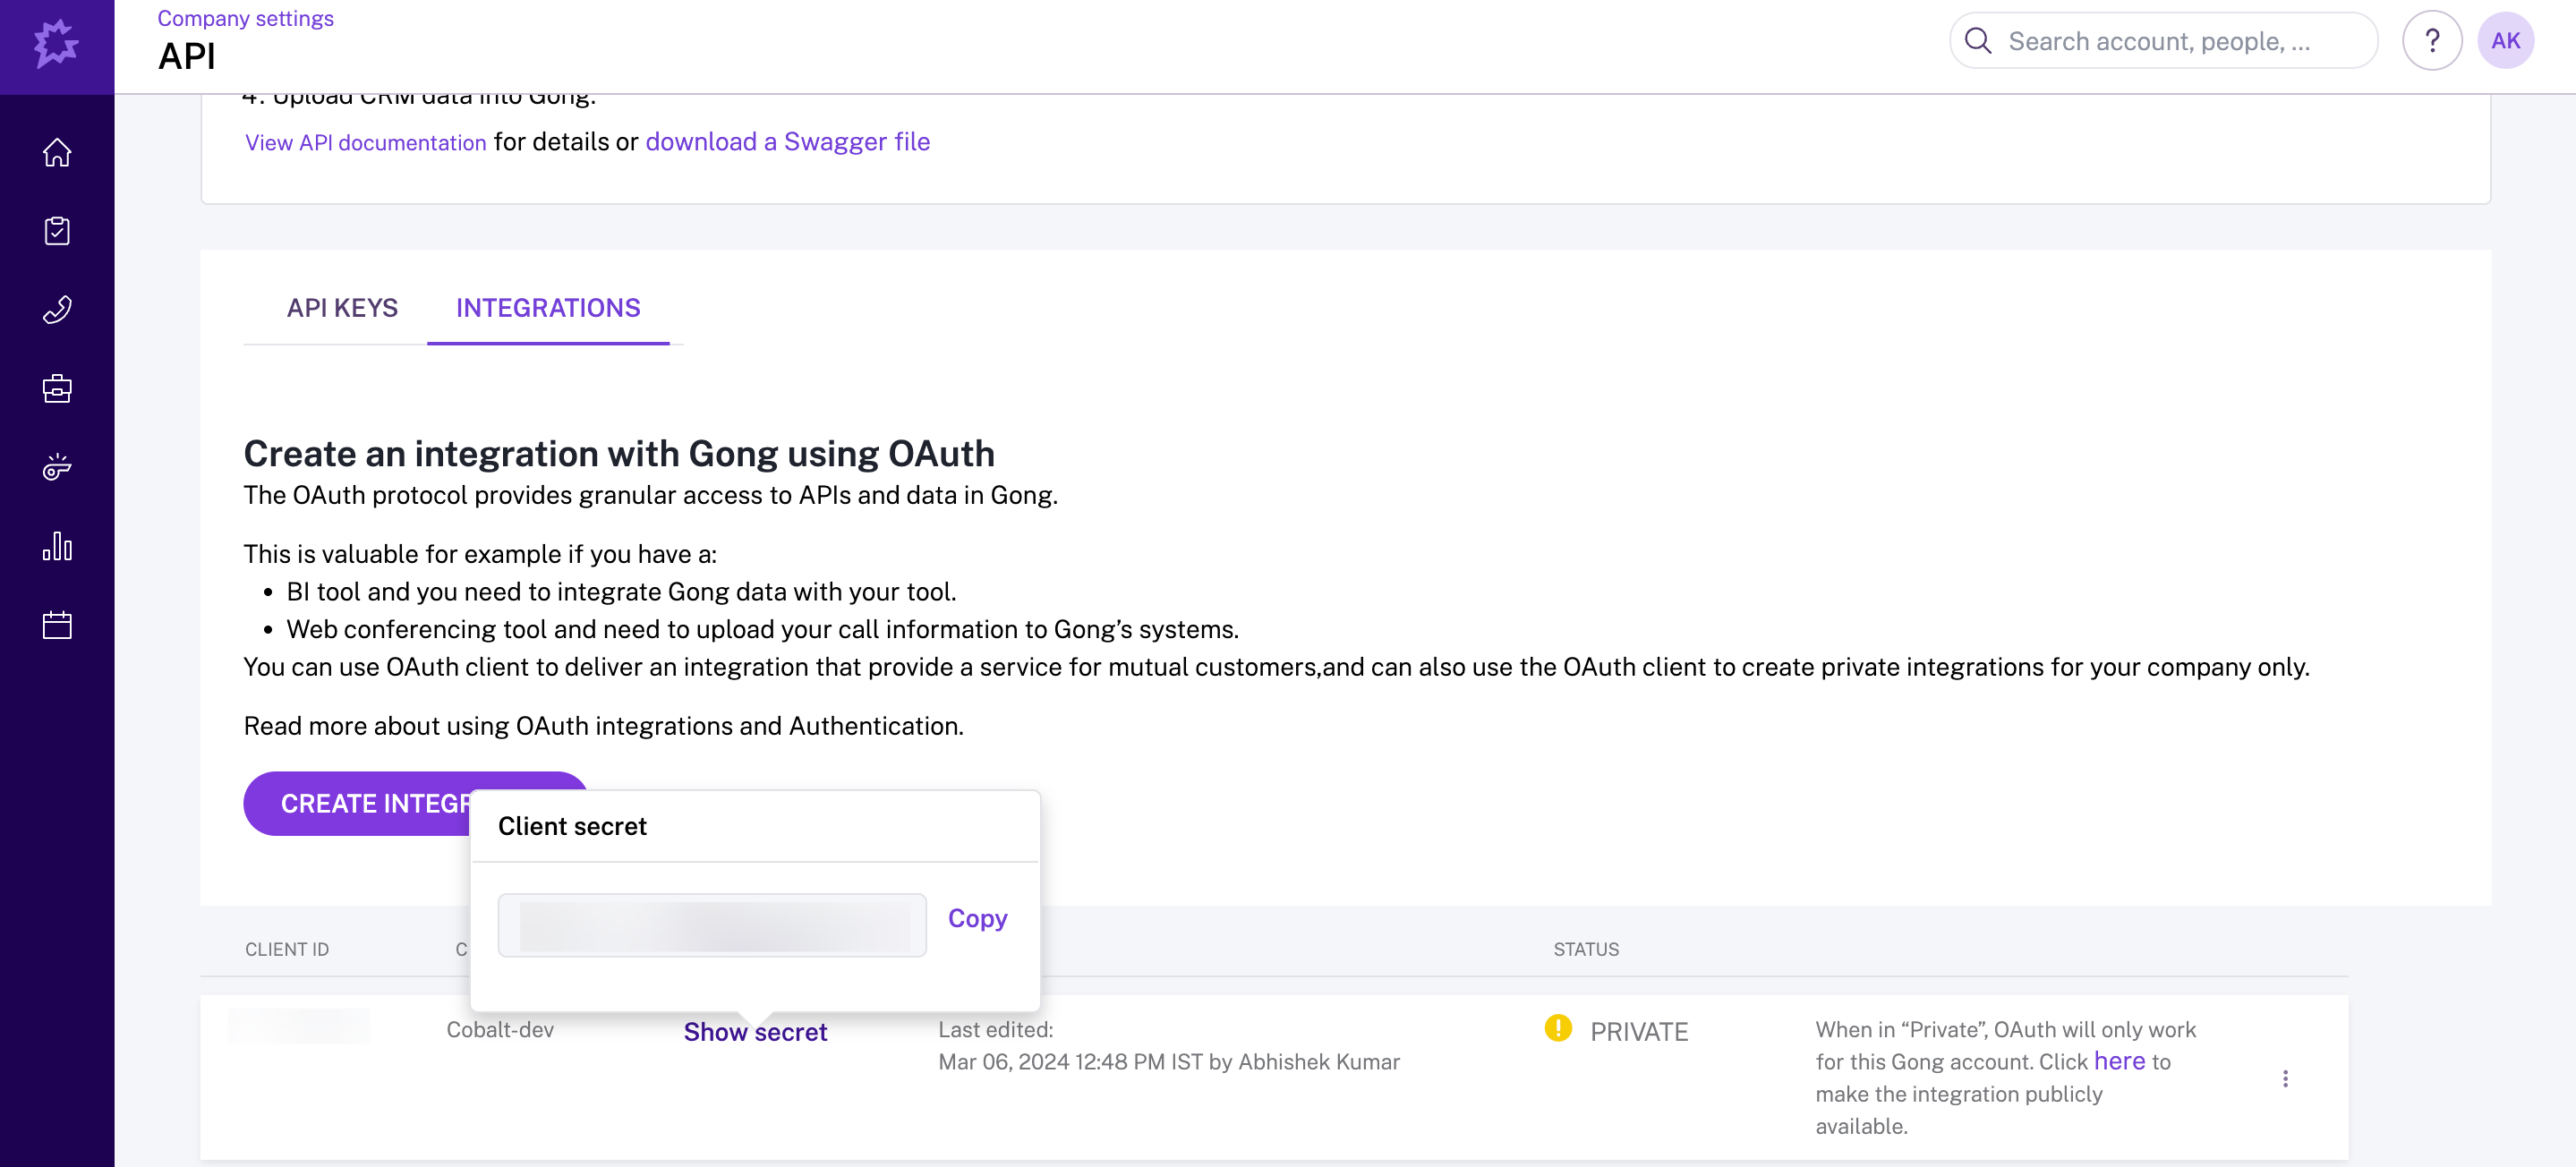 Company settings
API
Search account, people, ...
?
AK
4. Upload CRM data into Gong.
View API documentation for details or download a Swagger file
API KEYS
INTEGRATIONS
Create an integration with Gong using OAuth
The OAuth protocol provides granular access to APIs and data in Gong.
This is valuable for example if you have a:
• BI tool and you need to integrate Gong data with your tool.
• Web conferencing tool and need to upload your call information to Gong’s systems.
You can use OAuth client to deliver an integration that provide a service for mutual customers,and can also use the OAuth client to create private integrations for your company only.
Read more about using OAuth integrations and Authentication.
CREATE INTEGR
Client secret
Copy
CLIENT ID
C
STATUS
Cobalt-dev
Show secret
Last edited:
Mar 06, 2024 12:48 PM IST by Abhishek Kumar
PRIVATE
When in “Private”, OAuth will only work
for this Gong account. Click here to
make the integration publicly
available.